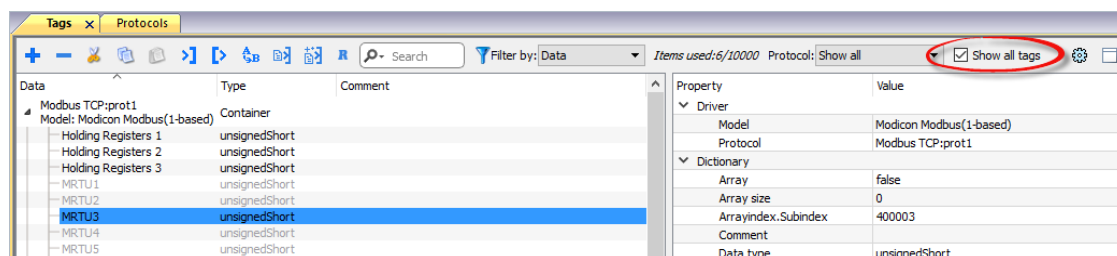 Tags x Protocols
R Search Filter by: Data Items used:6/10000 Protocol: Show all Show all tags
Data Type Comment Property Value
Modbus TCP:prot1
Model: Modicon Modbus(1-based) Container
Driver
Model Modicon Modbus(1-based)
Holding Registers 1 unsignedShort
Protocol Modbus TCP:prot1
Holding Registers 2 unsignedShort
Dictionary
Holding Registers 3 unsignedShort
Array false
MRTU1 unsignedShort
Array size 0
MRTU2 unsignedShort
MRTU3 unsignedShort Arrayindex.Subindex 400003
MRTU4 unsignedShort Comment
MRTU5 unsignedShort Data type unsignedShort